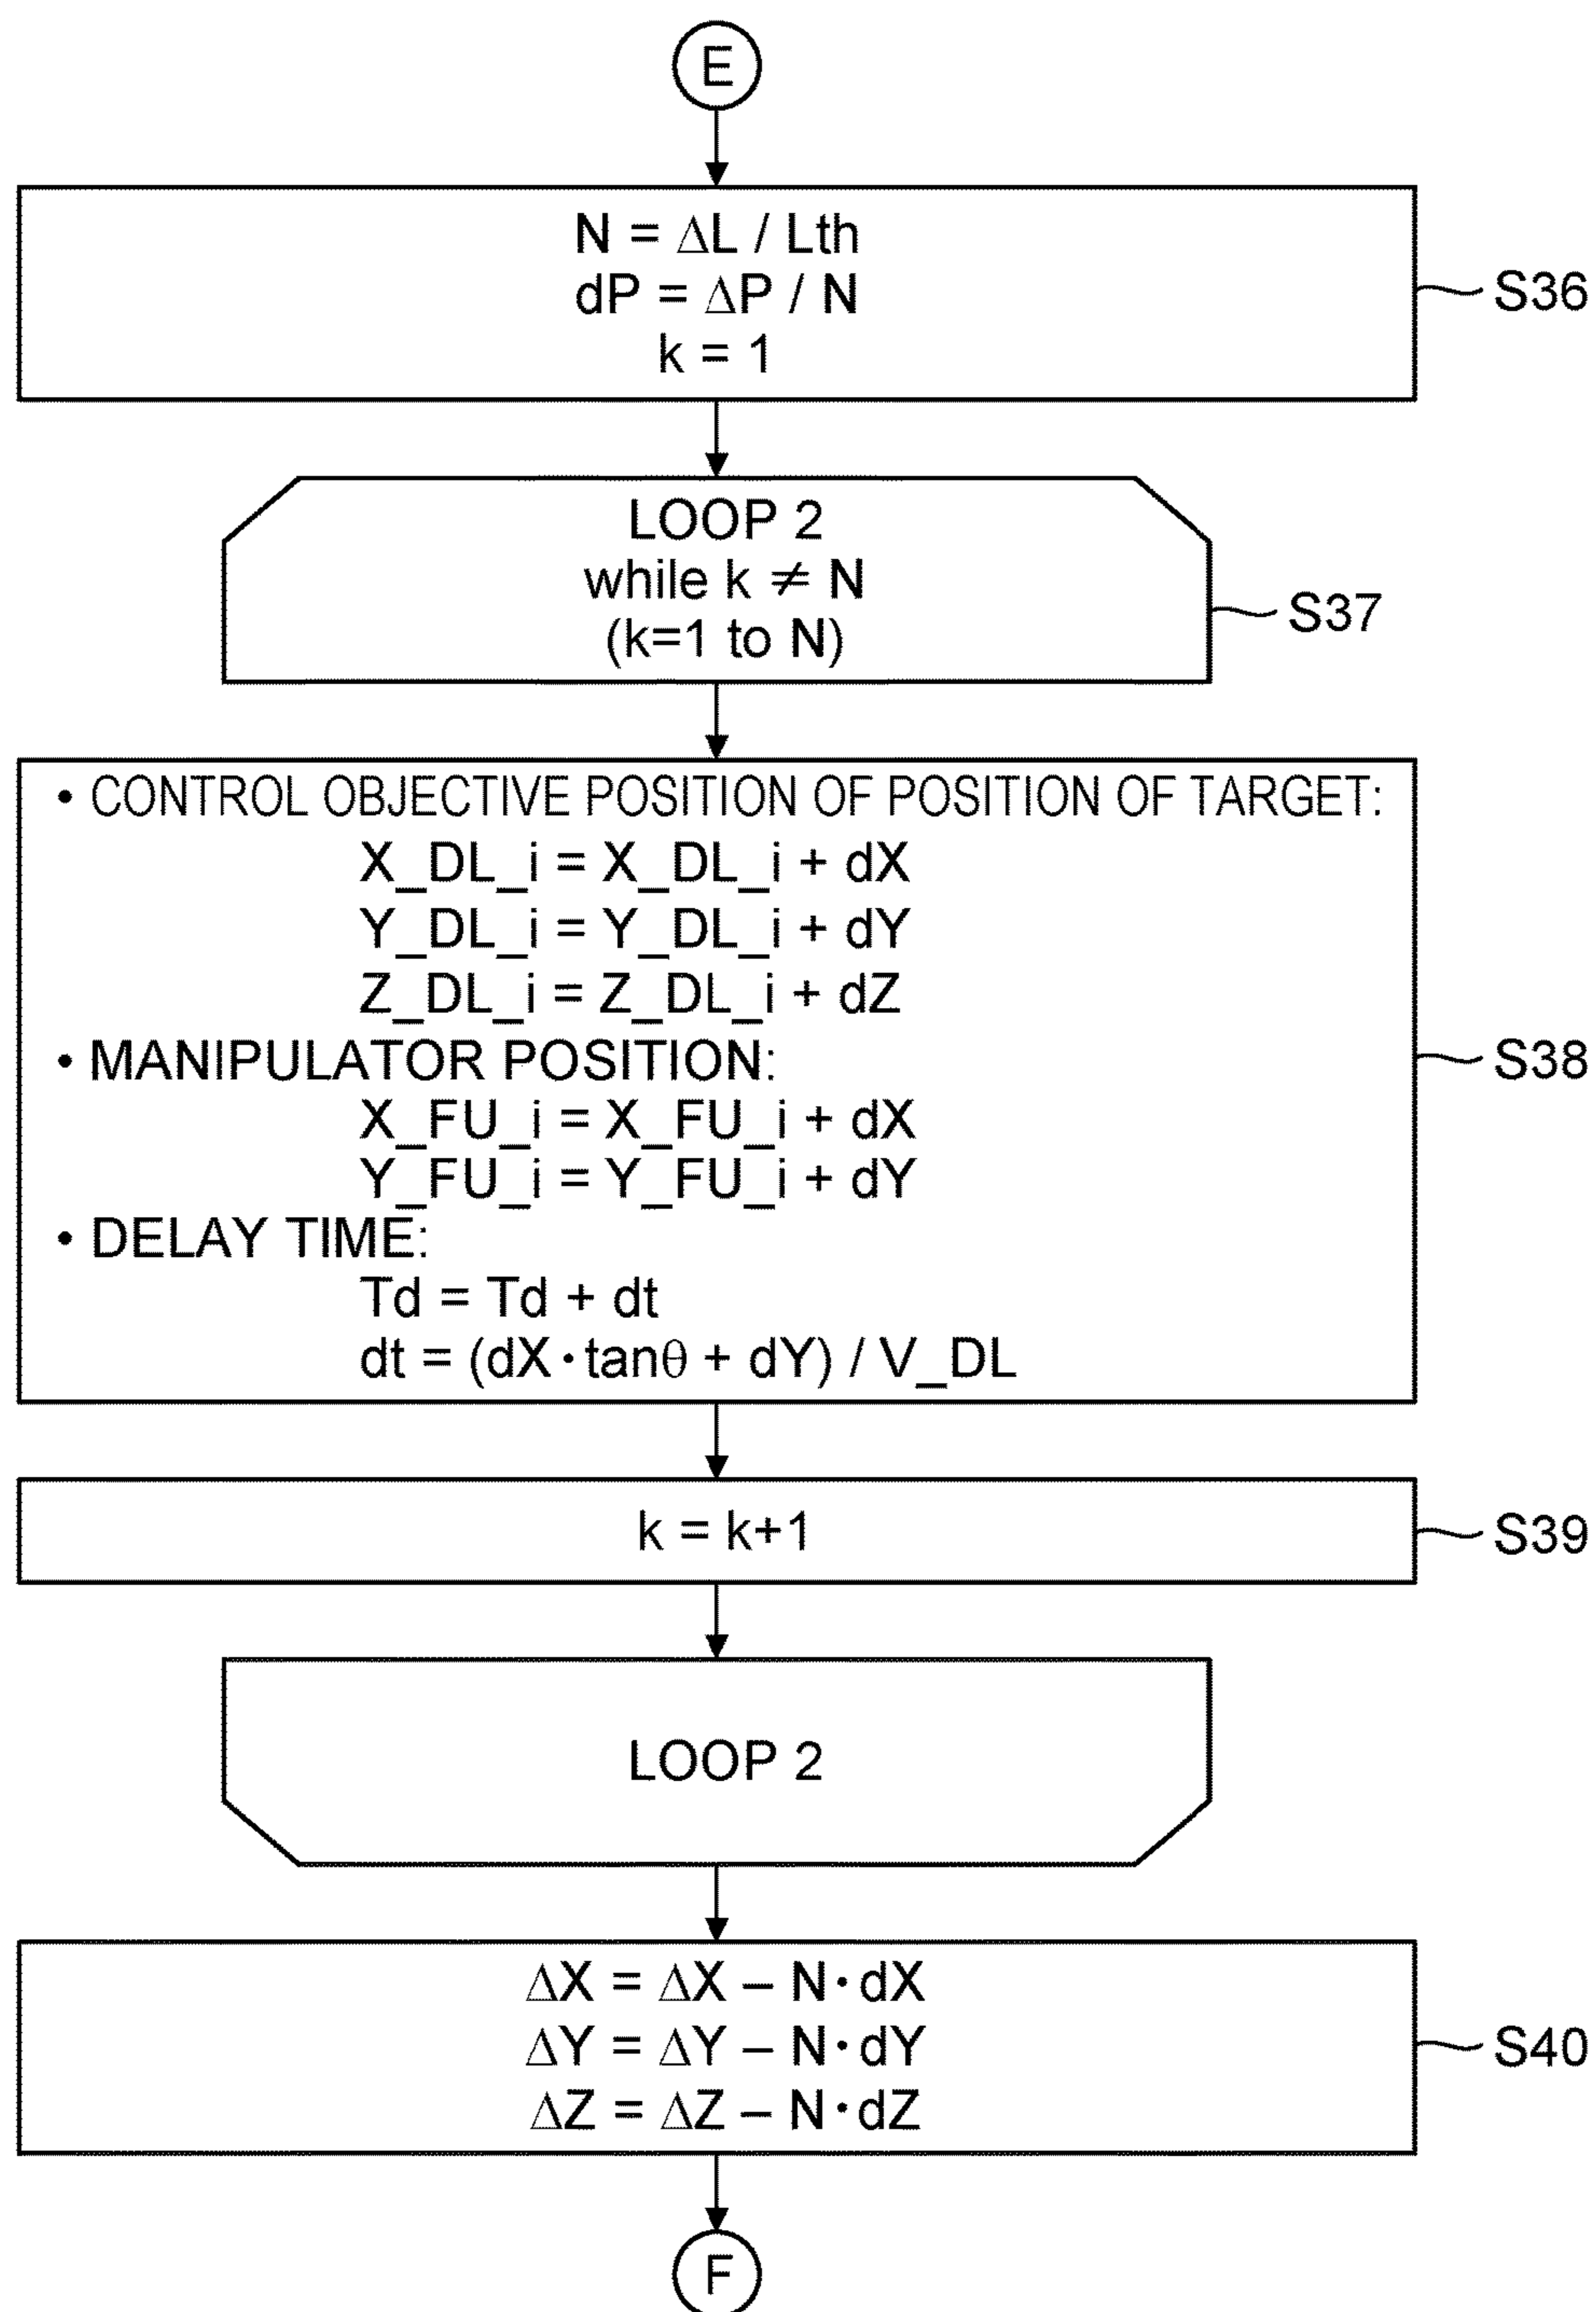 E
N = ΔL / Lth
dP = ΔP / N
k = 1
S36
LOOP 2
while k ≠ N
(k=1 to N)
S37
• CONTROL OBJECTIVE POSITION OF POSITION OF TARGET:
X_DL_i = X_DL_i + dX
Y_DL_i = Y_DL_i + dY
Z_DL_i = Z_DL_i + dZ
• MANIPULATOR POSITION:
X_FU_i = X_FU_i + dX
Y_FU_i = Y_FU_i + dY
• DELAY TIME:
Td = Td + dt
dt = (dX·tanθ + dY) / V_DL
S38
k = k+1
S39
LOOP 2
ΔX = ΔX – N·dX
ΔY = ΔY – N·dY
ΔZ = ΔZ – N·dZ
S40
F